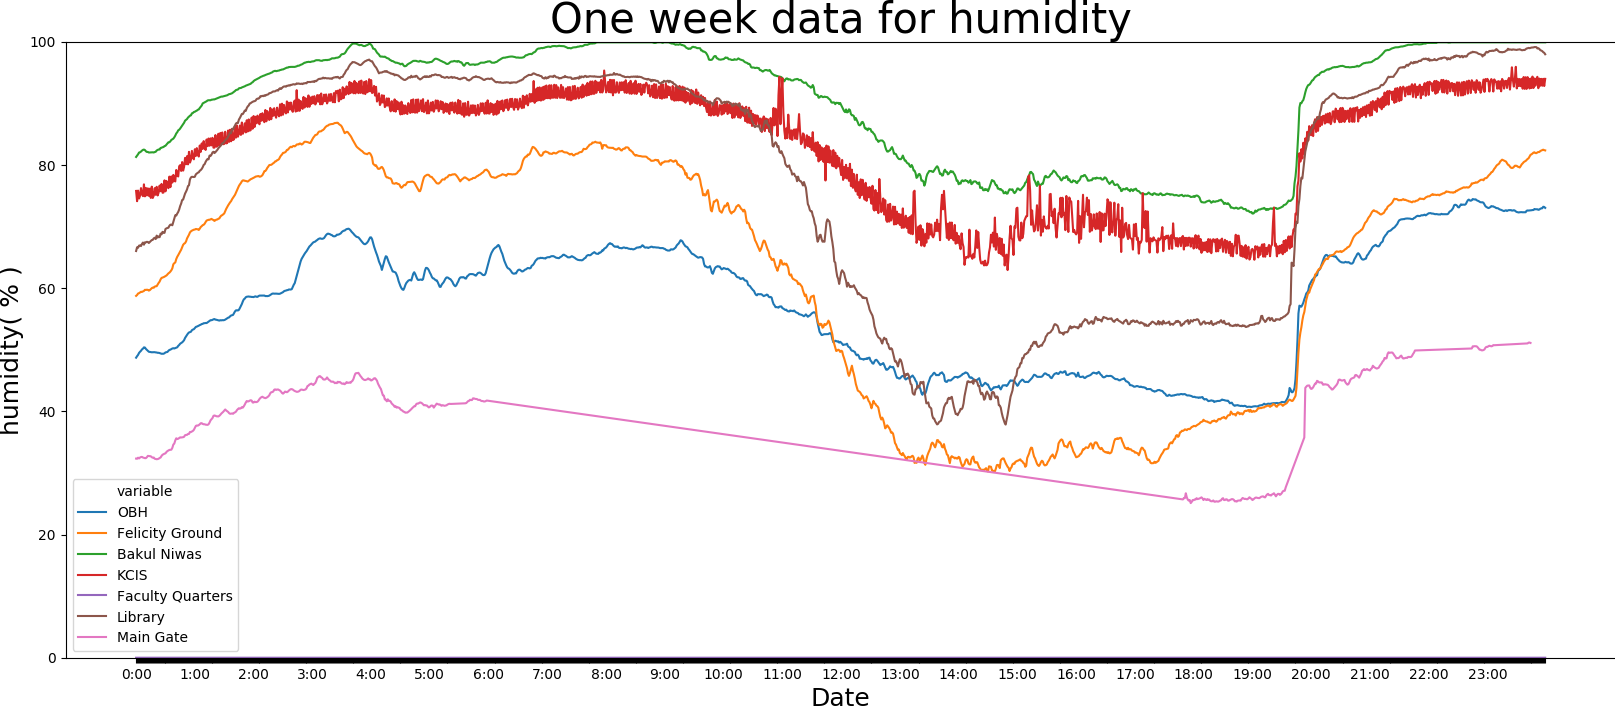 One week data for humidity
humidity( % )
100
80
60
40
20
0
variable
OBH
Felicity Ground
Bakul Niwas
KCIS
Faculty Quarters
Library
Main Gate
0:00 1:00 2:00 3:00 4:00 5:00 6:00 7:00 8:00 9:00 10:00 11:00 12:00 13:00 14:00 15:00 16:00 17:00 18:00 19:00 20:00 21:00 22:00 23:00
Date